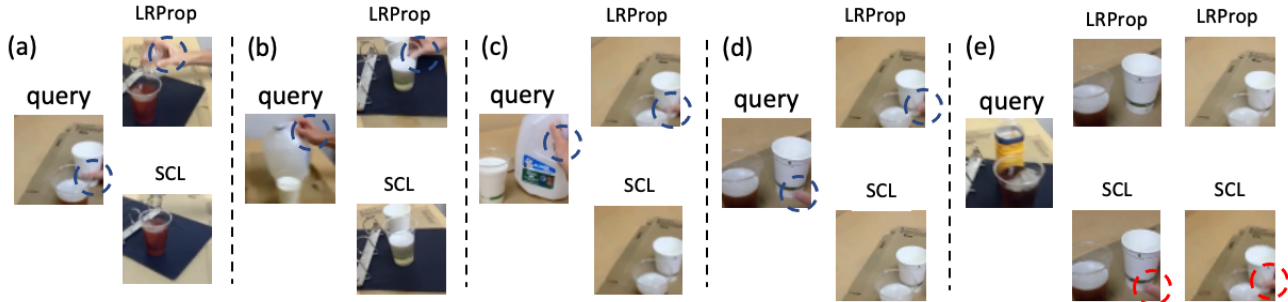 (a)
LRProp
query
SCL
(b)
LRProp
query
SCL
(c)
LRProp
query
SCL
(d)
LRProp
query
SCL
(e)
LRProp
LRProp
query
SCL
SCL